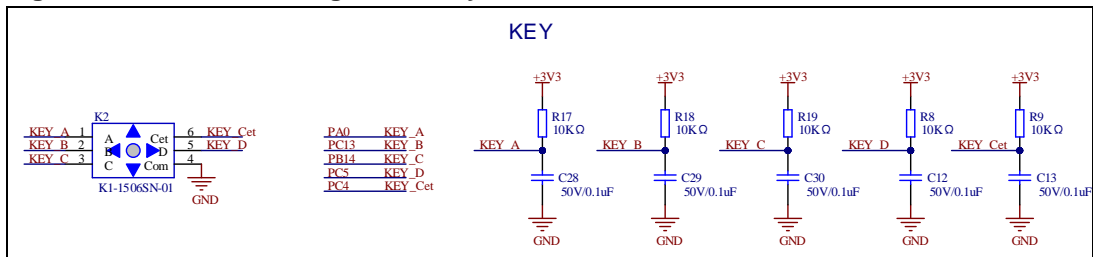 KEY
K2
KEY_A 1 A Cet 6 KEY_Cet
KEY_B 2 B D 5 KEY_D
KEY_C 3 C Com 4
K1-1506SN-01
GND
PA0 KEY_A
PC13 KEY_B
PB14 KEY_C
PC5 KEY_D
PC4 KEY_Cet
+3V3
R17
10KΩ
KEY_A
C28
50V/0.1uF
GND
+3V3
R18
10KΩ
KEY_B
C29
50V/0.1uF
GND
+3V3
R19
10KΩ
KEY_C
C30
50V/0.1uF
GND
+3V3
R8
10KΩ
KEY_D
C12
50V/0.1uF
GND
+3V3
R9
10KΩ
KEY_Cet
C13
50V/0.1uF
GND